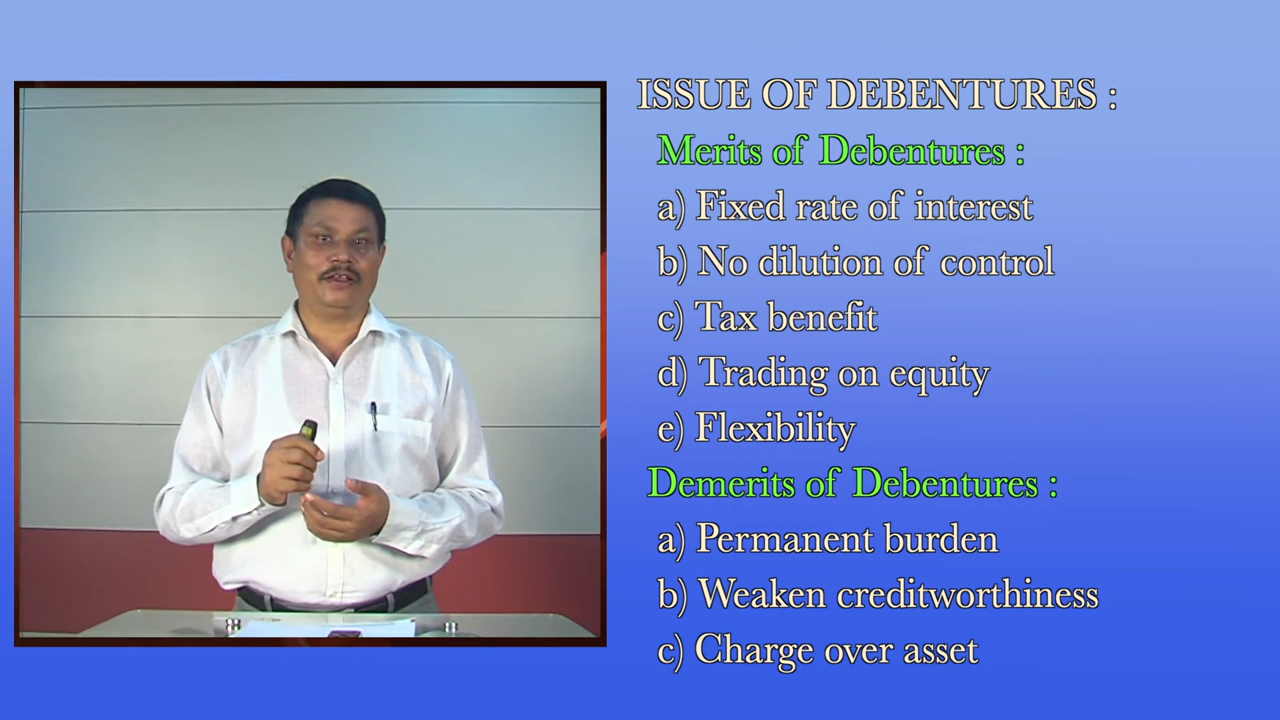 ISSUE OF DEBENTURES :
Merits of Debentures :
a) Fixed rate of interest
b) No dilution of control
c) Tax benefit
d) Trading on equity
e) Flexibility
Demerits of Debentures :
a) Permanent burden
b) Weaken creditworthiness
c) Charge over asset